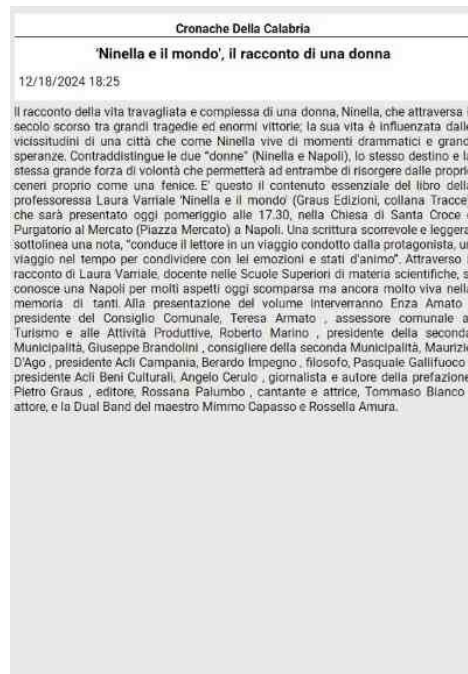 Cronache Della Calabria
'Ninella e il mondo', il racconto di una donna
12/18/2024 18:25
Il racconto della vita travagliata e complessa di una donna, Ninella, che attraversa i
secolo scorso tra grandi tragedie ed enormi vittorie; la sua vita è influenzata dalle
vicissitudini di una città che come Ninella vive di momenti drammatici e grand
speranze. Contraddistingue le due "donne" (Ninella e Napoli), lo stesso destino e la
stessa grande forza di volontà che permetterà ad entrambe di risorgere dalle proprie
ceneri proprio come una fenice. E' questo il contenuto essenziale del libro della
professoressa Laura Varriale 'Ninella e il mondo' (Graus Edizioni, collana Tracce)
che sarà presentato oggi pomeriggio alle 17.30, nella Chiesa di Santa Croce e
Purgatorio al Mercato (Piazza Mercato) a Napoli. Una scrittura scorrevole e leggera,
sottolinea una nota, "conduce il lettore in un viaggio condotto dalla protagonista, un
viaggio nel tempo per condividere con lei emozioni e stati d'animo". Attraverso i
racconto di Laura Varriale, docente nelle Scuole Superiori di materia scientifiche, s
conosce una Napoli per molti aspetti oggi scomparsa ma ancora molto viva nella
memoria di tanti. Alla presentazione del volume interverranno Enza Amato ,
presidente del Consiglio Comunale, Teresa Armato , assessore comunale al
Turismo e alle Attività Produttive, Roberto Marino , presidente della seconda
Municipalità, Giuseppe Brandolini , consigliere della seconda Municipalità, Maurizio
D'Ago , presidente Acli Campania, Berardo Impegno , filosofo, Pasquale Gallifuoco ,
presidente Acli Beni Culturali, Angelo Cerulo , giornalista e autore della prefazione,
Pietro Graus , editore, Rossana Palumbo , cantante e attrice, Tommaso Bianco ,
attore, e la Dual Band del maestro Mimmo Capasso e Rossella Amura.